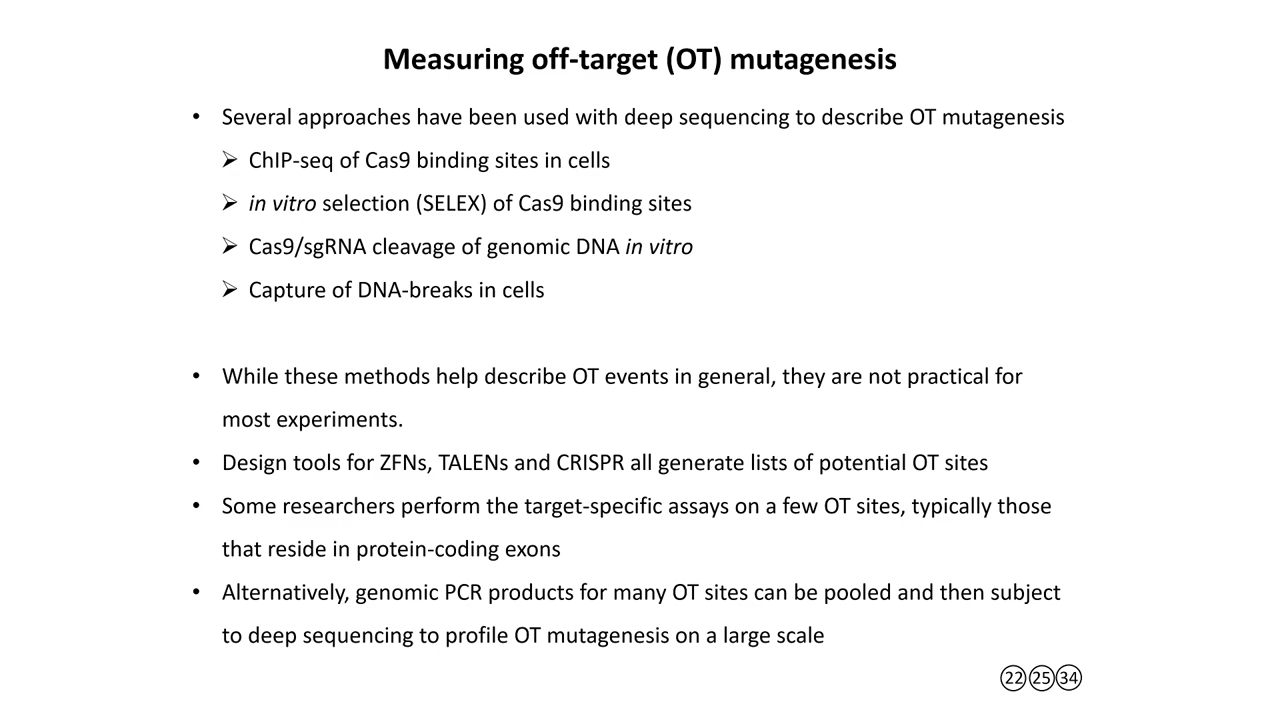 Measuring off-target (OT) mutagenesis
• Several approaches have been used with deep sequencing to describe OT mutagenesis
➢ ChIP-seq of Cas9 binding sites in cells
➢ in vitro selection (SELEX) of Cas9 binding sites
➢ Cas9/sgRNA cleavage of genomic DNA in vitro
➢ Capture of DNA-breaks in cells
• While these methods help describe OT events in general, they are not practical for
most experiments.
• Design tools for ZFNs, TALENs and CRISPR all generate lists of potential OT sites
• Some researchers perform the target-specific assays on a few OT sites, typically those
that reside in protein-coding exons
• Alternatively, genomic PCR products for many OT sites can be pooled and then subject
to deep sequencing to profile OT mutagenesis on a large scale
22 25 34